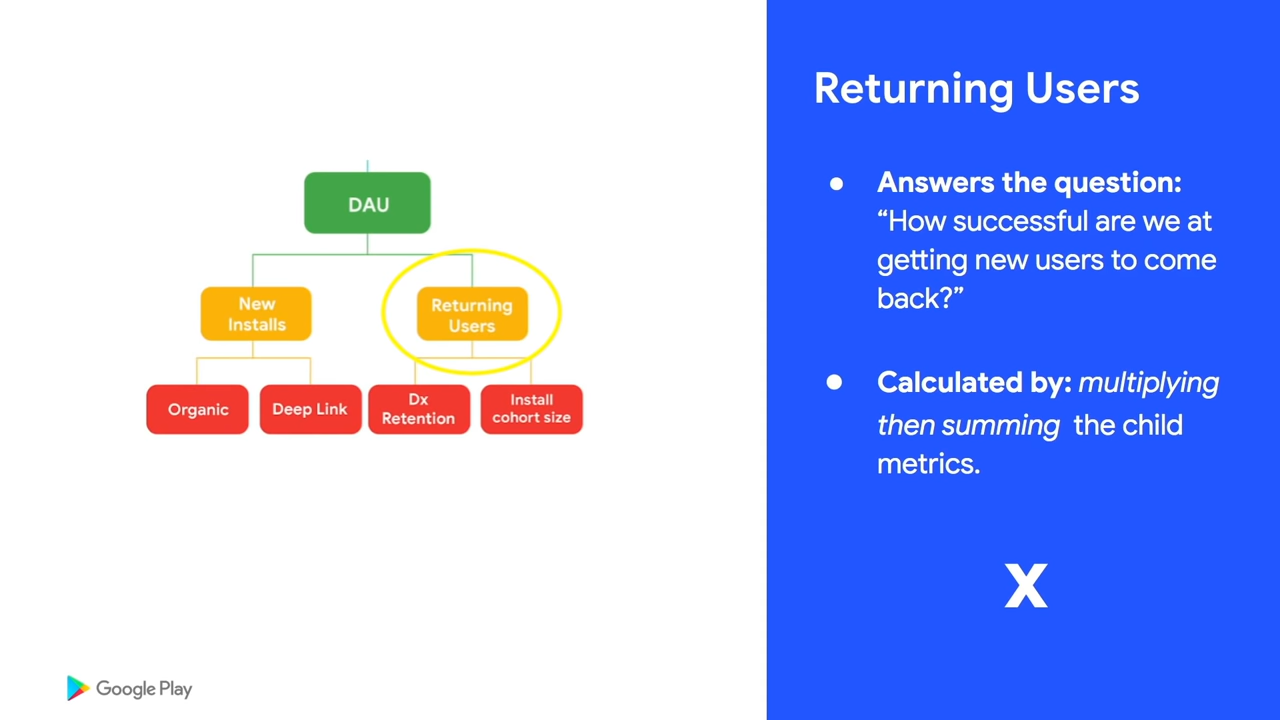 Returning Users
● Answers the question:
“How successful are we at
getting new users to come
back?”
● Calculated by: multiplying
then summing the child
metrics.
X
DAU
New
Installs
Returning
Users
Organic
Deep Link
Dx
Retention
Install
cohort size
Google Play